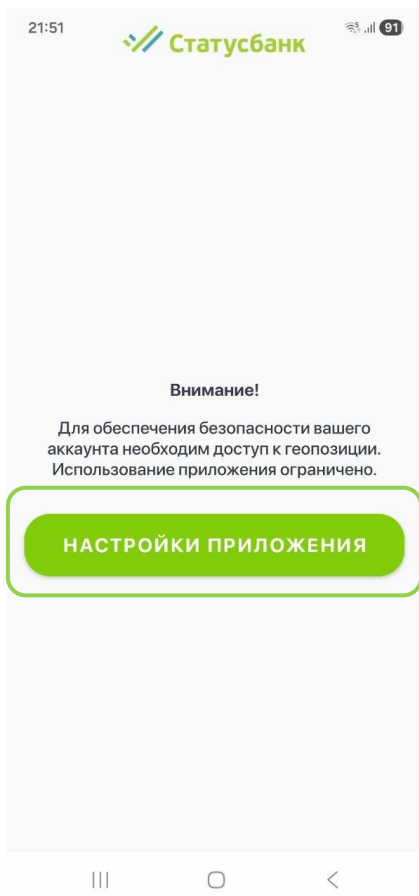 21:51
91
Статусбанк
Внимание!
Для обеспечения безопасности вашего
аккаунта необходим доступ к геопозиции.
Использование приложения ограничено.
НАСТРОЙКИ ПРИЛОЖЕНИЯ